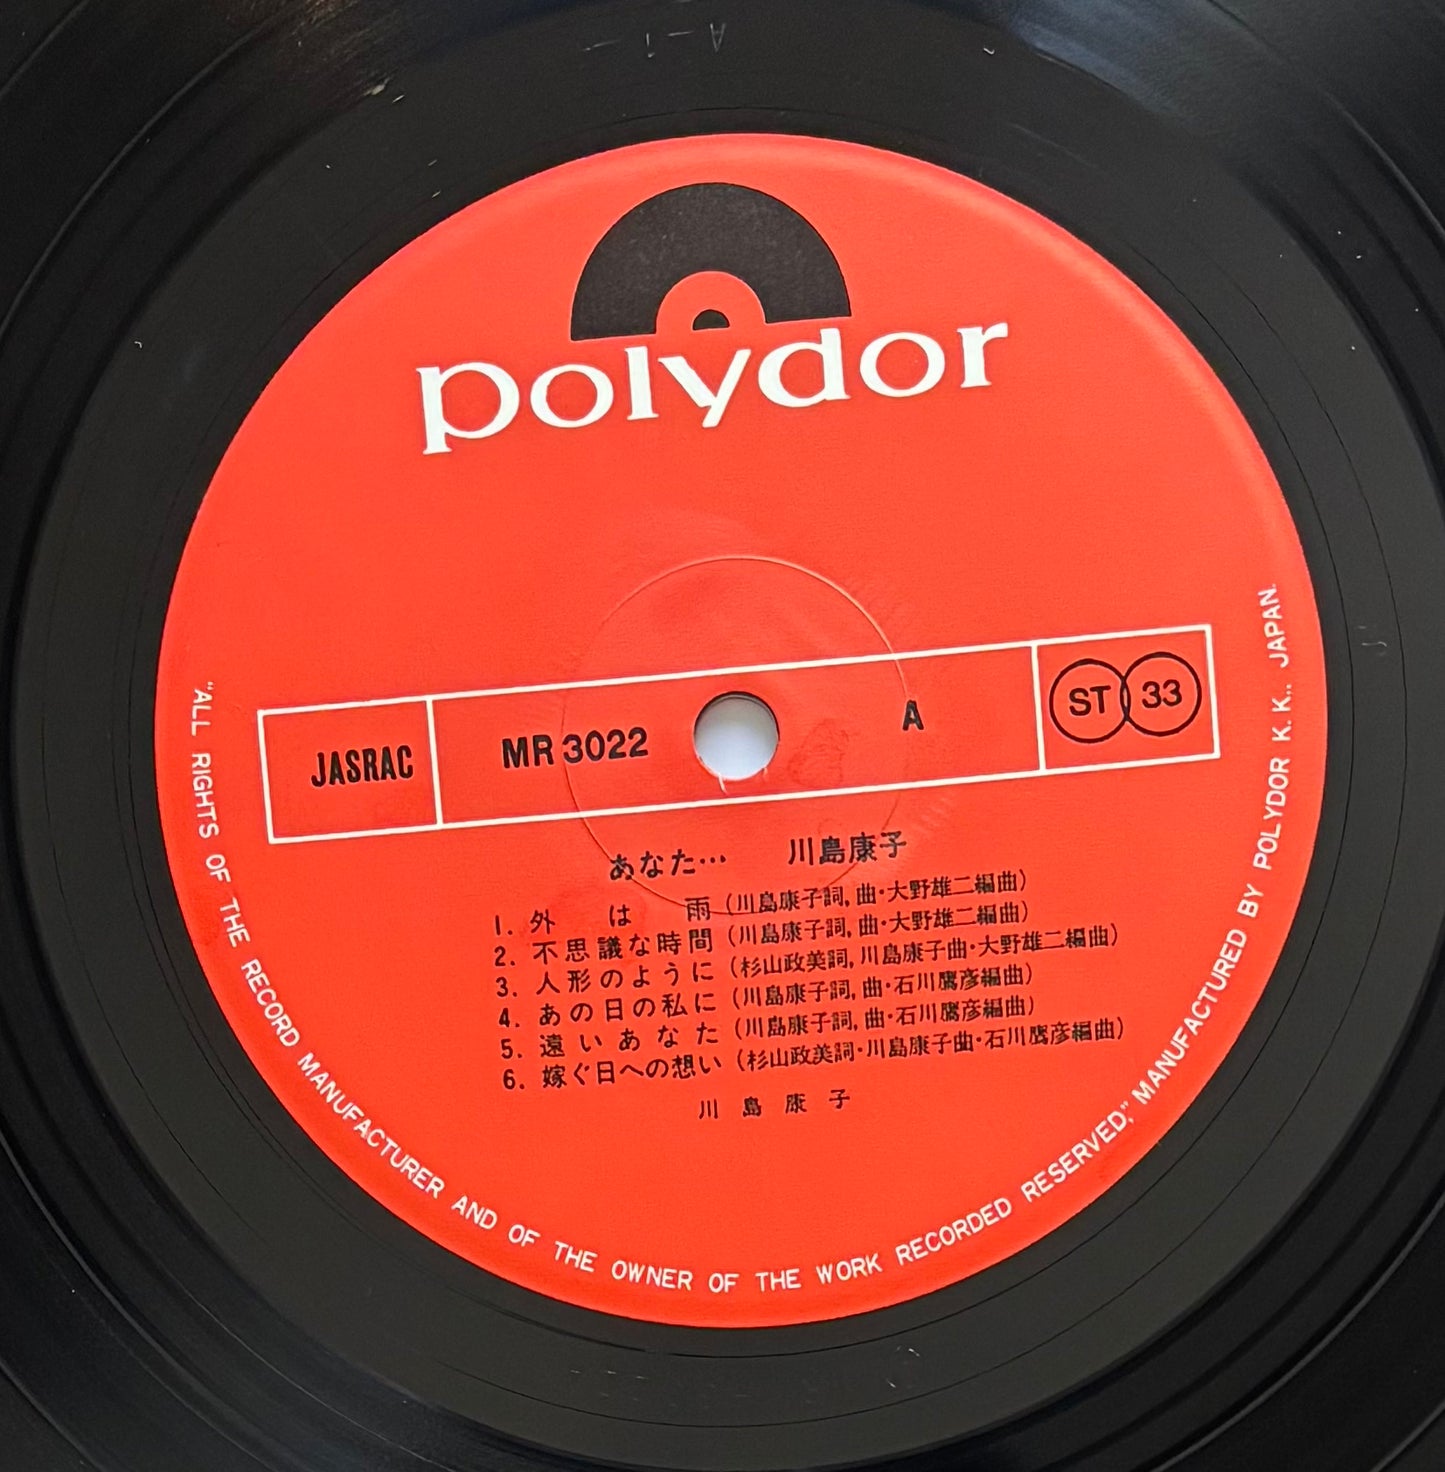 A-1-
polydor
JASRAC MR 3022 A ST 33
あなた… 川島康子
1. 外は雨 (川島康子詞, 曲・大野雄二編曲)
2. 不思議な時間 (川島康子詞, 曲・大野雄二編曲)
3. 人形のように (杉山政美詞, 川島康子曲・大野雄二編曲)
4. あの日の私に (川島康子詞, 曲・石川鷹彦編曲)
5. 遠いあなた (川島康子詞, 曲・石川鷹彦編曲)
6. 嫁ぐ日への想い (杉山政美詞・川島康子曲・石川鷹彦編曲)
川島康子
"ALL RIGHTS OF THE RECORD MANUFACTURER AND OF THE OWNER OF THE WORK RECORDED RESERVED," MANUFACTURED BY POLYDOR K. K., JAPAN.